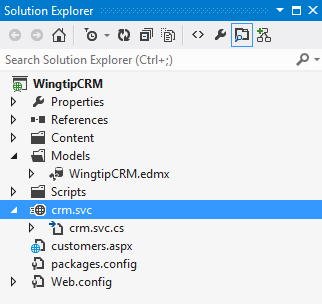 Solution Explorer
Search Solution Explorer (Ctrl+;)
WingtipCRM
Properties
References
Content
Models
WingtipCRM.edmx
Scripts
crm.svc
crm.svc.cs
customers.aspx
packages.config
Web.config